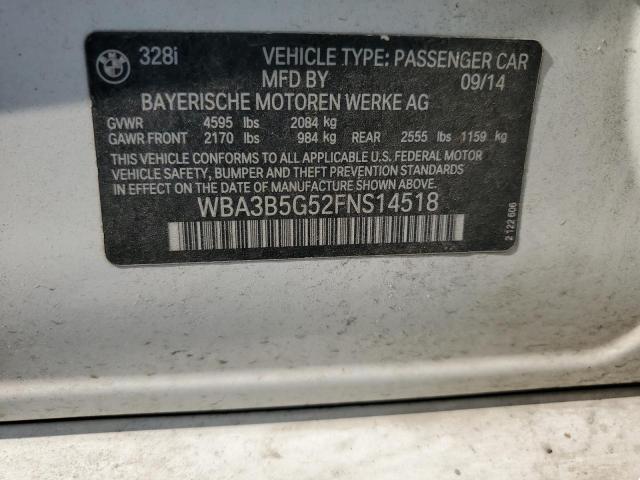 328i VEHICLE TYPE: PASSENGER CAR
MFD BY 09/14
BAYERISCHE MOTOREN WERKE AG
GVWR 4595 lbs 2084 kg
GAWR FRONT 2170 lbs 984 kg REAR 2555 lbs 1159 kg
THIS VEHICLE CONFORMS TO ALL APPLICABLE U.S. FEDERAL MOTOR
VEHICLE SAFETY, BUMPER AND THEFT PREVENTION STANDARDS
IN EFFECT ON THE DATE OF MANUFACTURE SHOWN ABOVE.
WBA3B5G52FNS14518
2 122 606